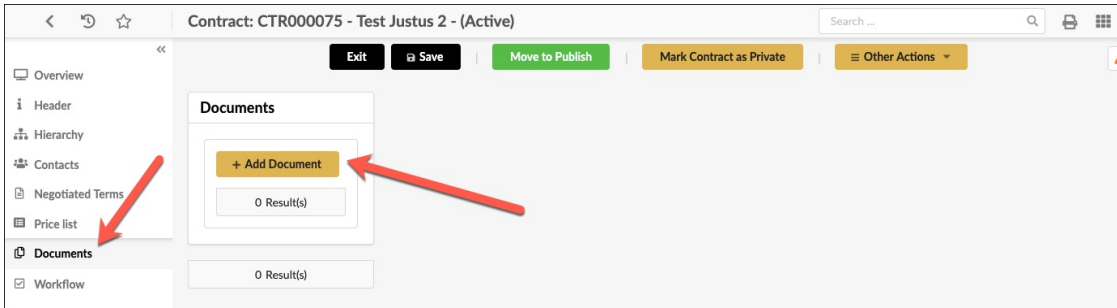 Contract: CTR000075 - Test Justus 2 - (Active)
Search ...
Exit
Save
Move to Publish
Mark Contract as Private
Other Actions
Overview
Header
Hierarchy
Contacts
Negotiated Terms
Price list
Documents
Workflow
Documents
+ Add Document
0 Result(s)
0 Result(s)